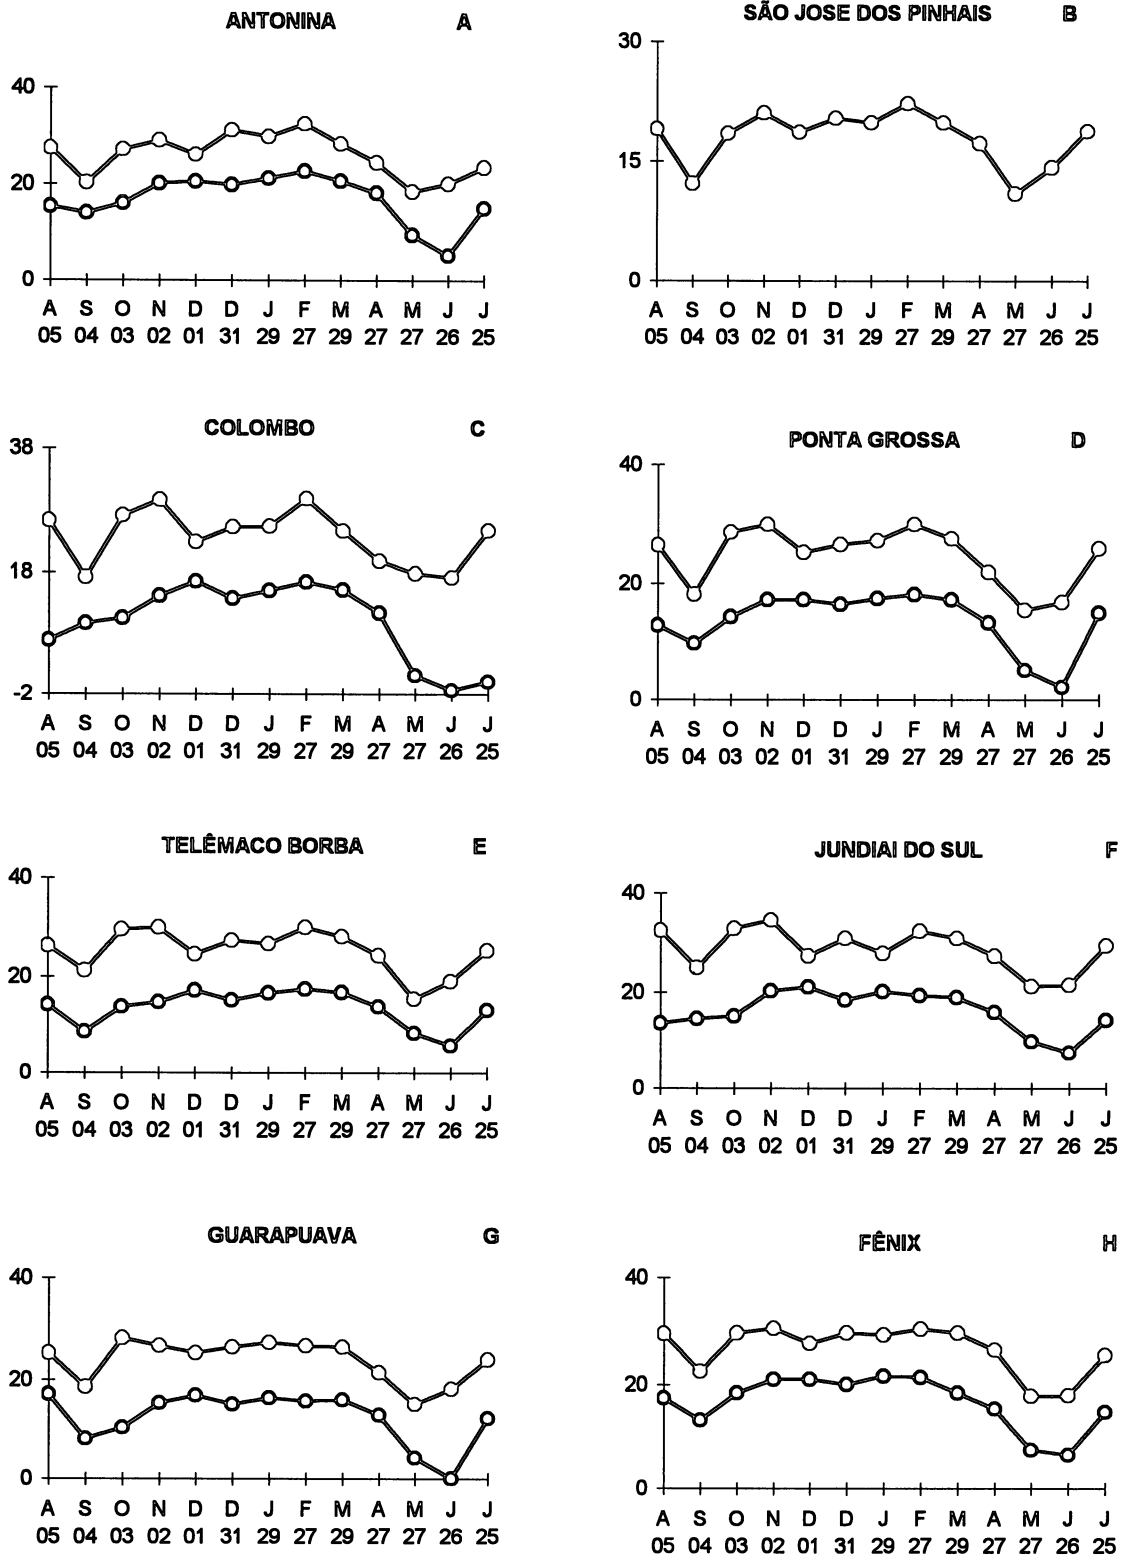 ANTONINA A
40
20
0
A S O N D D J F M A M J J
05 04 03 02 01 31 29 27 29 27 27 26 25
SÃO JOSE DOS PINHAIS B
30
15
0
A S O N D D J F M A M J J
05 04 03 02 01 31 29 27 29 27 27 26 25
COLOMBO C
38
18
-2
A S O N D D J F M A M J J
05 04 03 02 01 31 29 27 29 27 27 26 25
PONTA GROSSA D
40
20
0
A S O N D D J F M A M J J
05 04 03 02 01 31 29 27 29 27 27 26 25
TELÊMACO BORBA E
40
20
0
A S O N D D J F M A M J J
05 04 03 02 01 31 29 27 29 27 27 26 25
JUNDIAI DO SUL F
40
20
0
A S O N D D J F M A M J J
05 04 03 02 01 31 29 27 29 27 27 26 25
GUARAPUAVA G
40
20
0
A S O N D D J F M A M J J
05 04 03 02 01 31 29 27 29 27 27 26 25
FÊNIX H
40
20
0
A S O N D D J F M A M J J
05 04 03 02 01 31 29 27 29 27 27 26 25